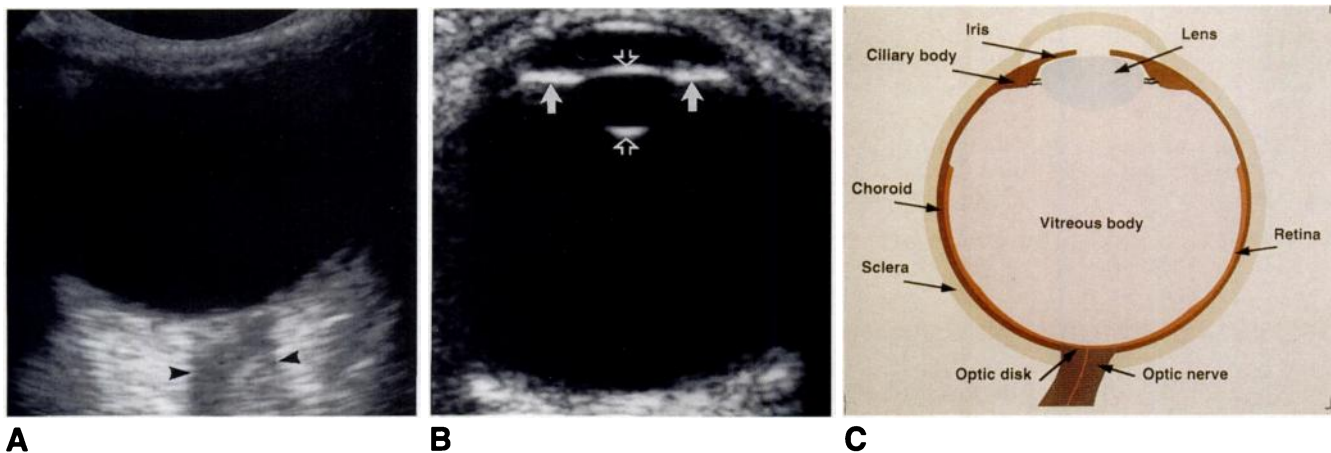 Iris
Lens
Ciliary body
Choroid
Vitreous body
Retina
Sclera
Optic disk
Optic nerve
A
B
C